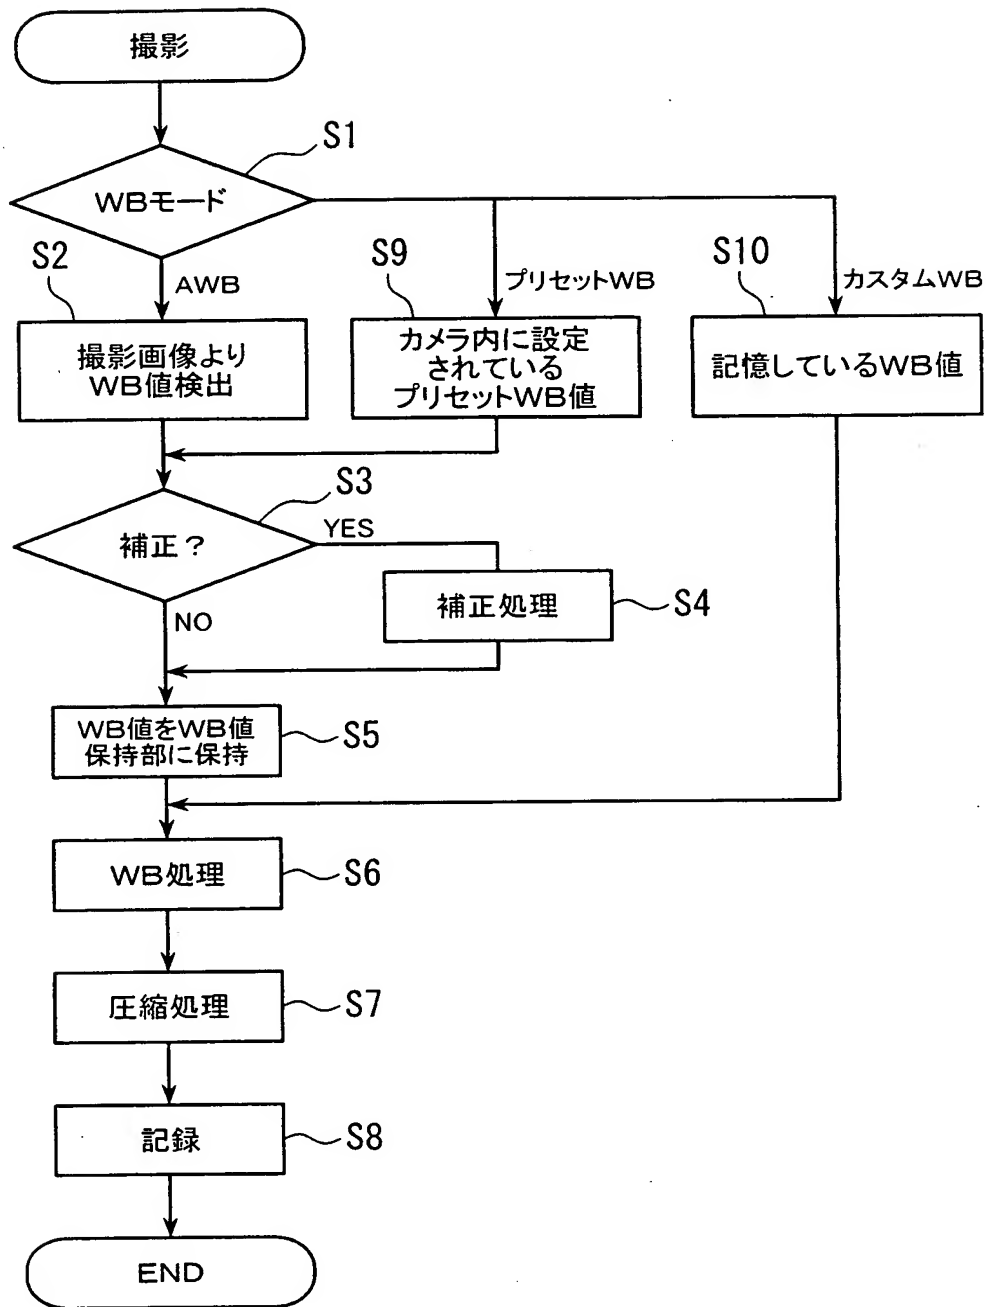 撮影
S1
WBモード
S2
AWB
S9
プリセットWB
S10
カスタムWB
撮影画像より
WB値検出
カメラ内に設定
されている
プリセットWB値
記憶しているWB値
S3
補正？
YES
NO
補正処理
S4
WB値をWB値
保持部に保持
S5
WB処理
S6
圧縮処理
S7
記録
S8
END